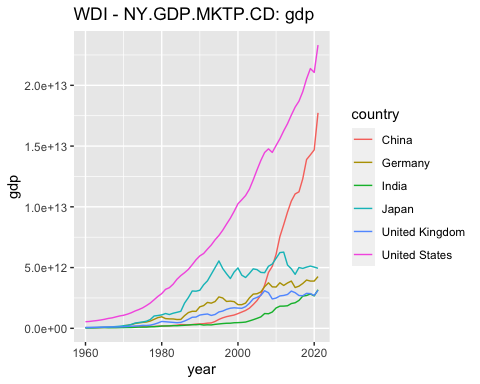 WDI - NY.GDP.MKTP.CD: gdp
2.0e+13
1.5e+13
1.0e+13
5.0e+12
0.0e+00
gdp
1960
1980
2000
2020
year
country
China
Germany
India
Japan
United Kingdom
United States